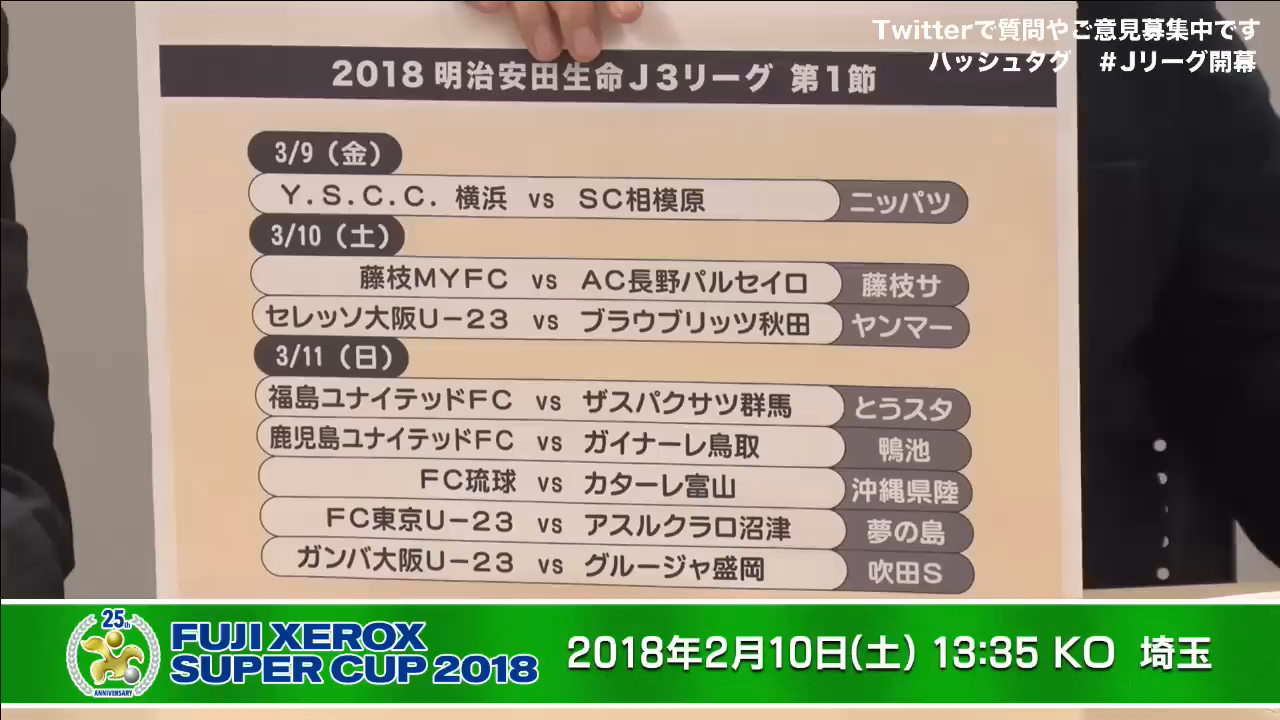 Twitterで質問やご意見募集中です
ハッシュタグ #Jリーグ開幕
2018 明治安田生命J3リーグ 第1節
3/9（金）
Y.S.C.C. 横浜 vs SC相模原 ニッパツ
3/10（土）
藤枝MYFC vs AC長野パルセイロ 藤枝サ
セレッソ大阪U-23 vs ブラウブリッツ秋田 ヤンマー
3/11（日）
福島ユナイテッドFC vs ザスパクサツ群馬 とうスタ
鹿児島ユナイテッドFC vs ガイナーレ鳥取 鴨池
FC琉球 vs カターレ富山 沖縄県陸
FC東京U-23 vs アスルクラロ沼津 夢の島
ガンバ大阪U-23 vs グルージャ盛岡 吹田S
25th
ANNIVERSARY
FUJI XEROX
SUPER CUP 2018
2018年2月10日(土) 13:35 KO 埼玉